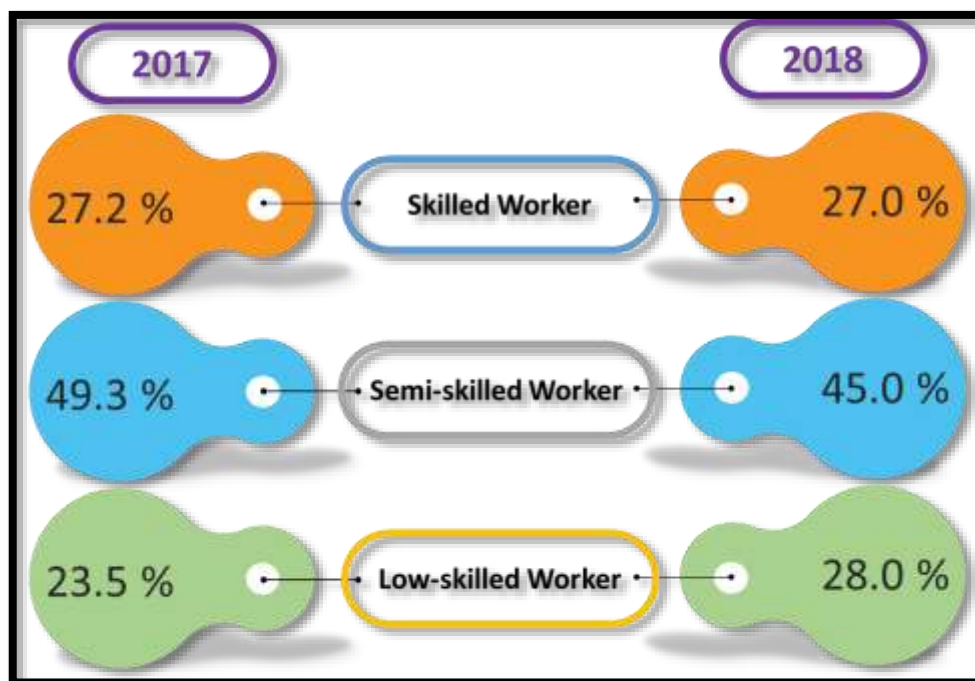 2017 2018
27.2 % Skilled Worker 27.0 %
49.3 % Semi-skilled Worker 45.0 %
23.5 % Low-skilled Worker 28.0 %